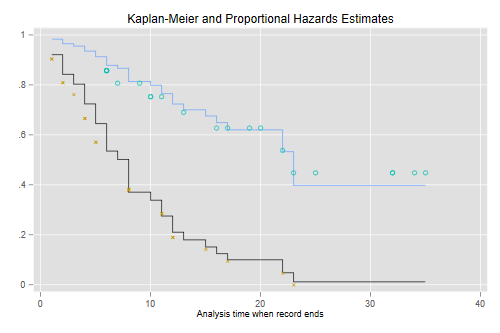 Kaplan-Meier and Proportional Hazards Estimates
1
.8
.6
.4
.2
0
0 10 20 30 40
Analysis time when record ends